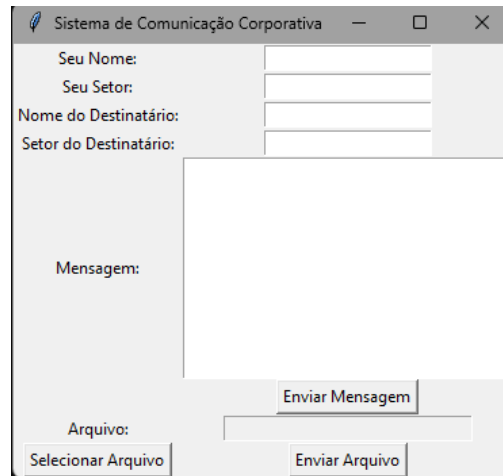 Sistema de Comunicação Corporativa
Seu Nome:
Seu Setor:
Nome do Destinatário:
Setor do Destinatário:
Mensagem:
Enviar Mensagem
Arquivo:
Selecionar Arquivo Enviar Arquivo